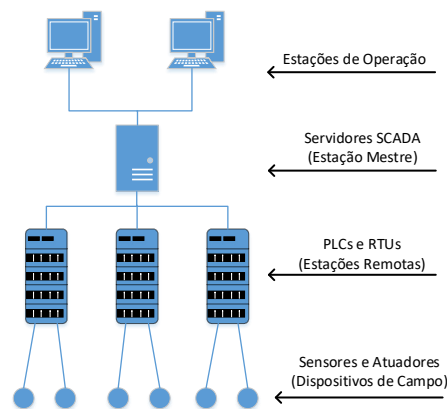 Estações de Operação
Servidores SCADA
(Estação Mestre)
PLCs e RTUs
(Estações Remotas)
Sensores e Atuadores
(Dispositivos de Campo)